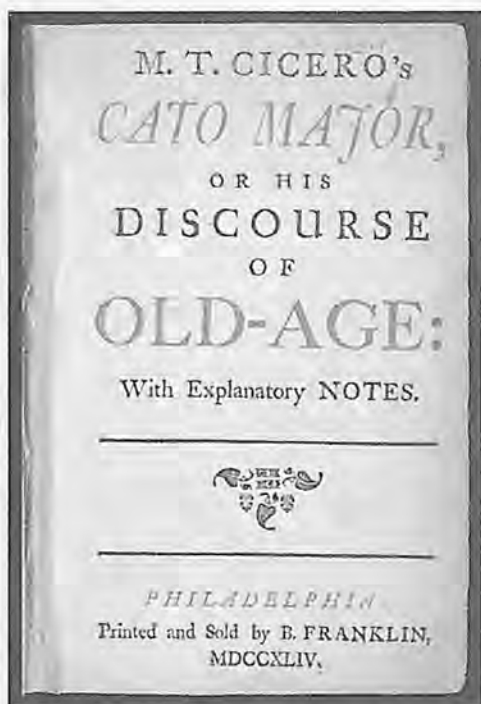 M. T. CICERO's
CATO MAJOR,
OR HIS
DISCOURSE
OF
OLD-AGE:
With Explanatory NOTES.
PHILADELPHIA
Printed and Sold by B. FRANKLIN,
MDCCXLIV.